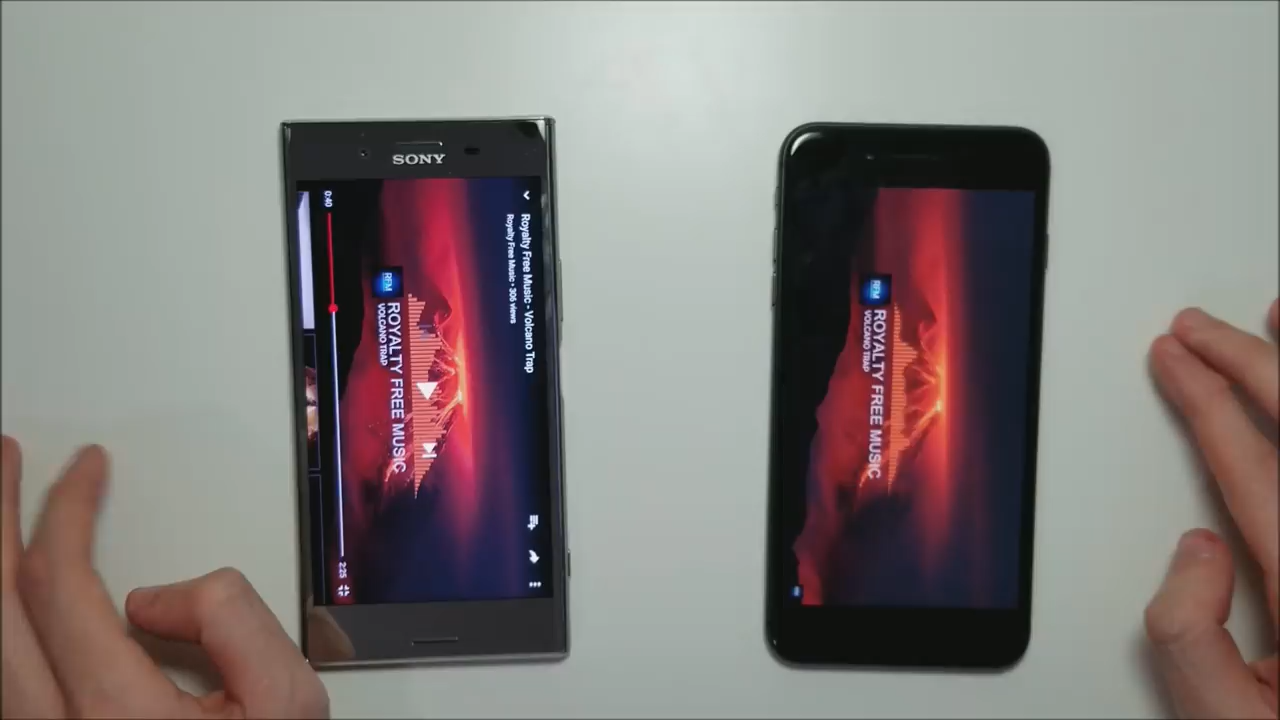 SONY
Royalty Free Music - Volcano Trap
Royalty Free Music • 306 views
RFM
ROYALTY FREE MUSIC
VOLCANO TRAP
0:40
2:25
RFM
ROYALTY FREE MUSIC
VOLCANO TRAP